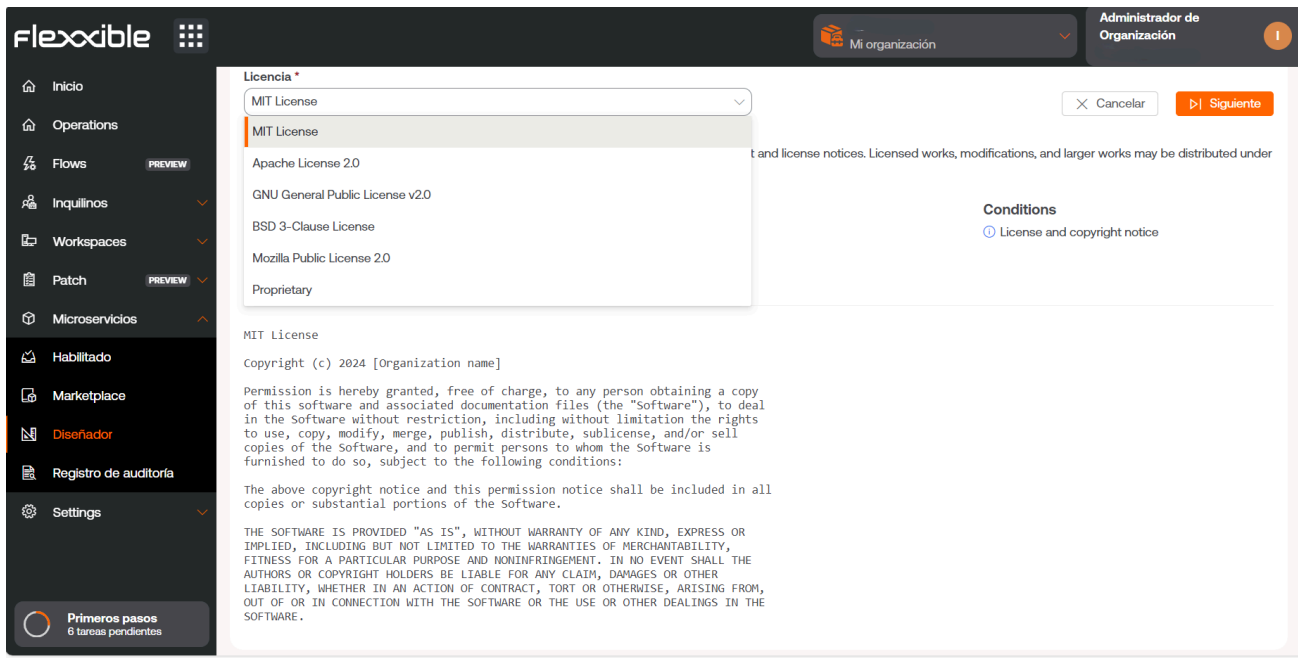 Flexxible
Mi organización
Administrador de
Organización
I
Inicio
Operations
Flows PREVIEW
Inquilinos
Workspaces
Patch PREVIEW
Microservicios
Habilitado
Marketplace
Diseñador
Registro de auditoría
Settings
Primeros pasos
6 tareas pendientes
Licencia *
MIT License
Cancelar
Siguiente
MIT License
Apache License 2.0
GNU General Public License v2.0
BSD 3-Clause License
Mozilla Public License 2.0
Proprietary
and license notices. Licensed works, modifications, and larger works may be distributed under
Conditions
License and copyright notice
MIT License
Copyright (c) 2024 [Organization name]
Permission is hereby granted, free of charge, to any person obtaining a copy
of this software and associated documentation files (the "Software"), to deal
in the Software without restriction, including without limitation the rights
to use, copy, modify, merge, publish, distribute, sublicense, and/or sell
copies of the Software, and to permit persons to whom the Software is
furnished to do so, subject to the following conditions:
The above copyright notice and this permission notice shall be included in all
copies or substantial portions of the Software.
THE SOFTWARE IS PROVIDED "AS IS", WITHOUT WARRANTY OF ANY KIND, EXPRESS OR
IMPLIED, INCLUDING BUT NOT LIMITED TO THE WARRANTIES OF MERCHANTABILITY,
FITNESS FOR A PARTICULAR PURPOSE AND NONINFRINGEMENT. IN NO EVENT SHALL THE
AUTHORS OR COPYRIGHT HOLDERS BE LIABLE FOR ANY CLAIM, DAMAGES OR OTHER
LIABILITY, WHETHER IN AN ACTION OF CONTRACT, TORT OR OTHERWISE, ARISING FROM,
OUT OF OR IN CONNECTION WITH THE SOFTWARE OR THE USE OR OTHER DEALINGS IN THE
SOFTWARE.